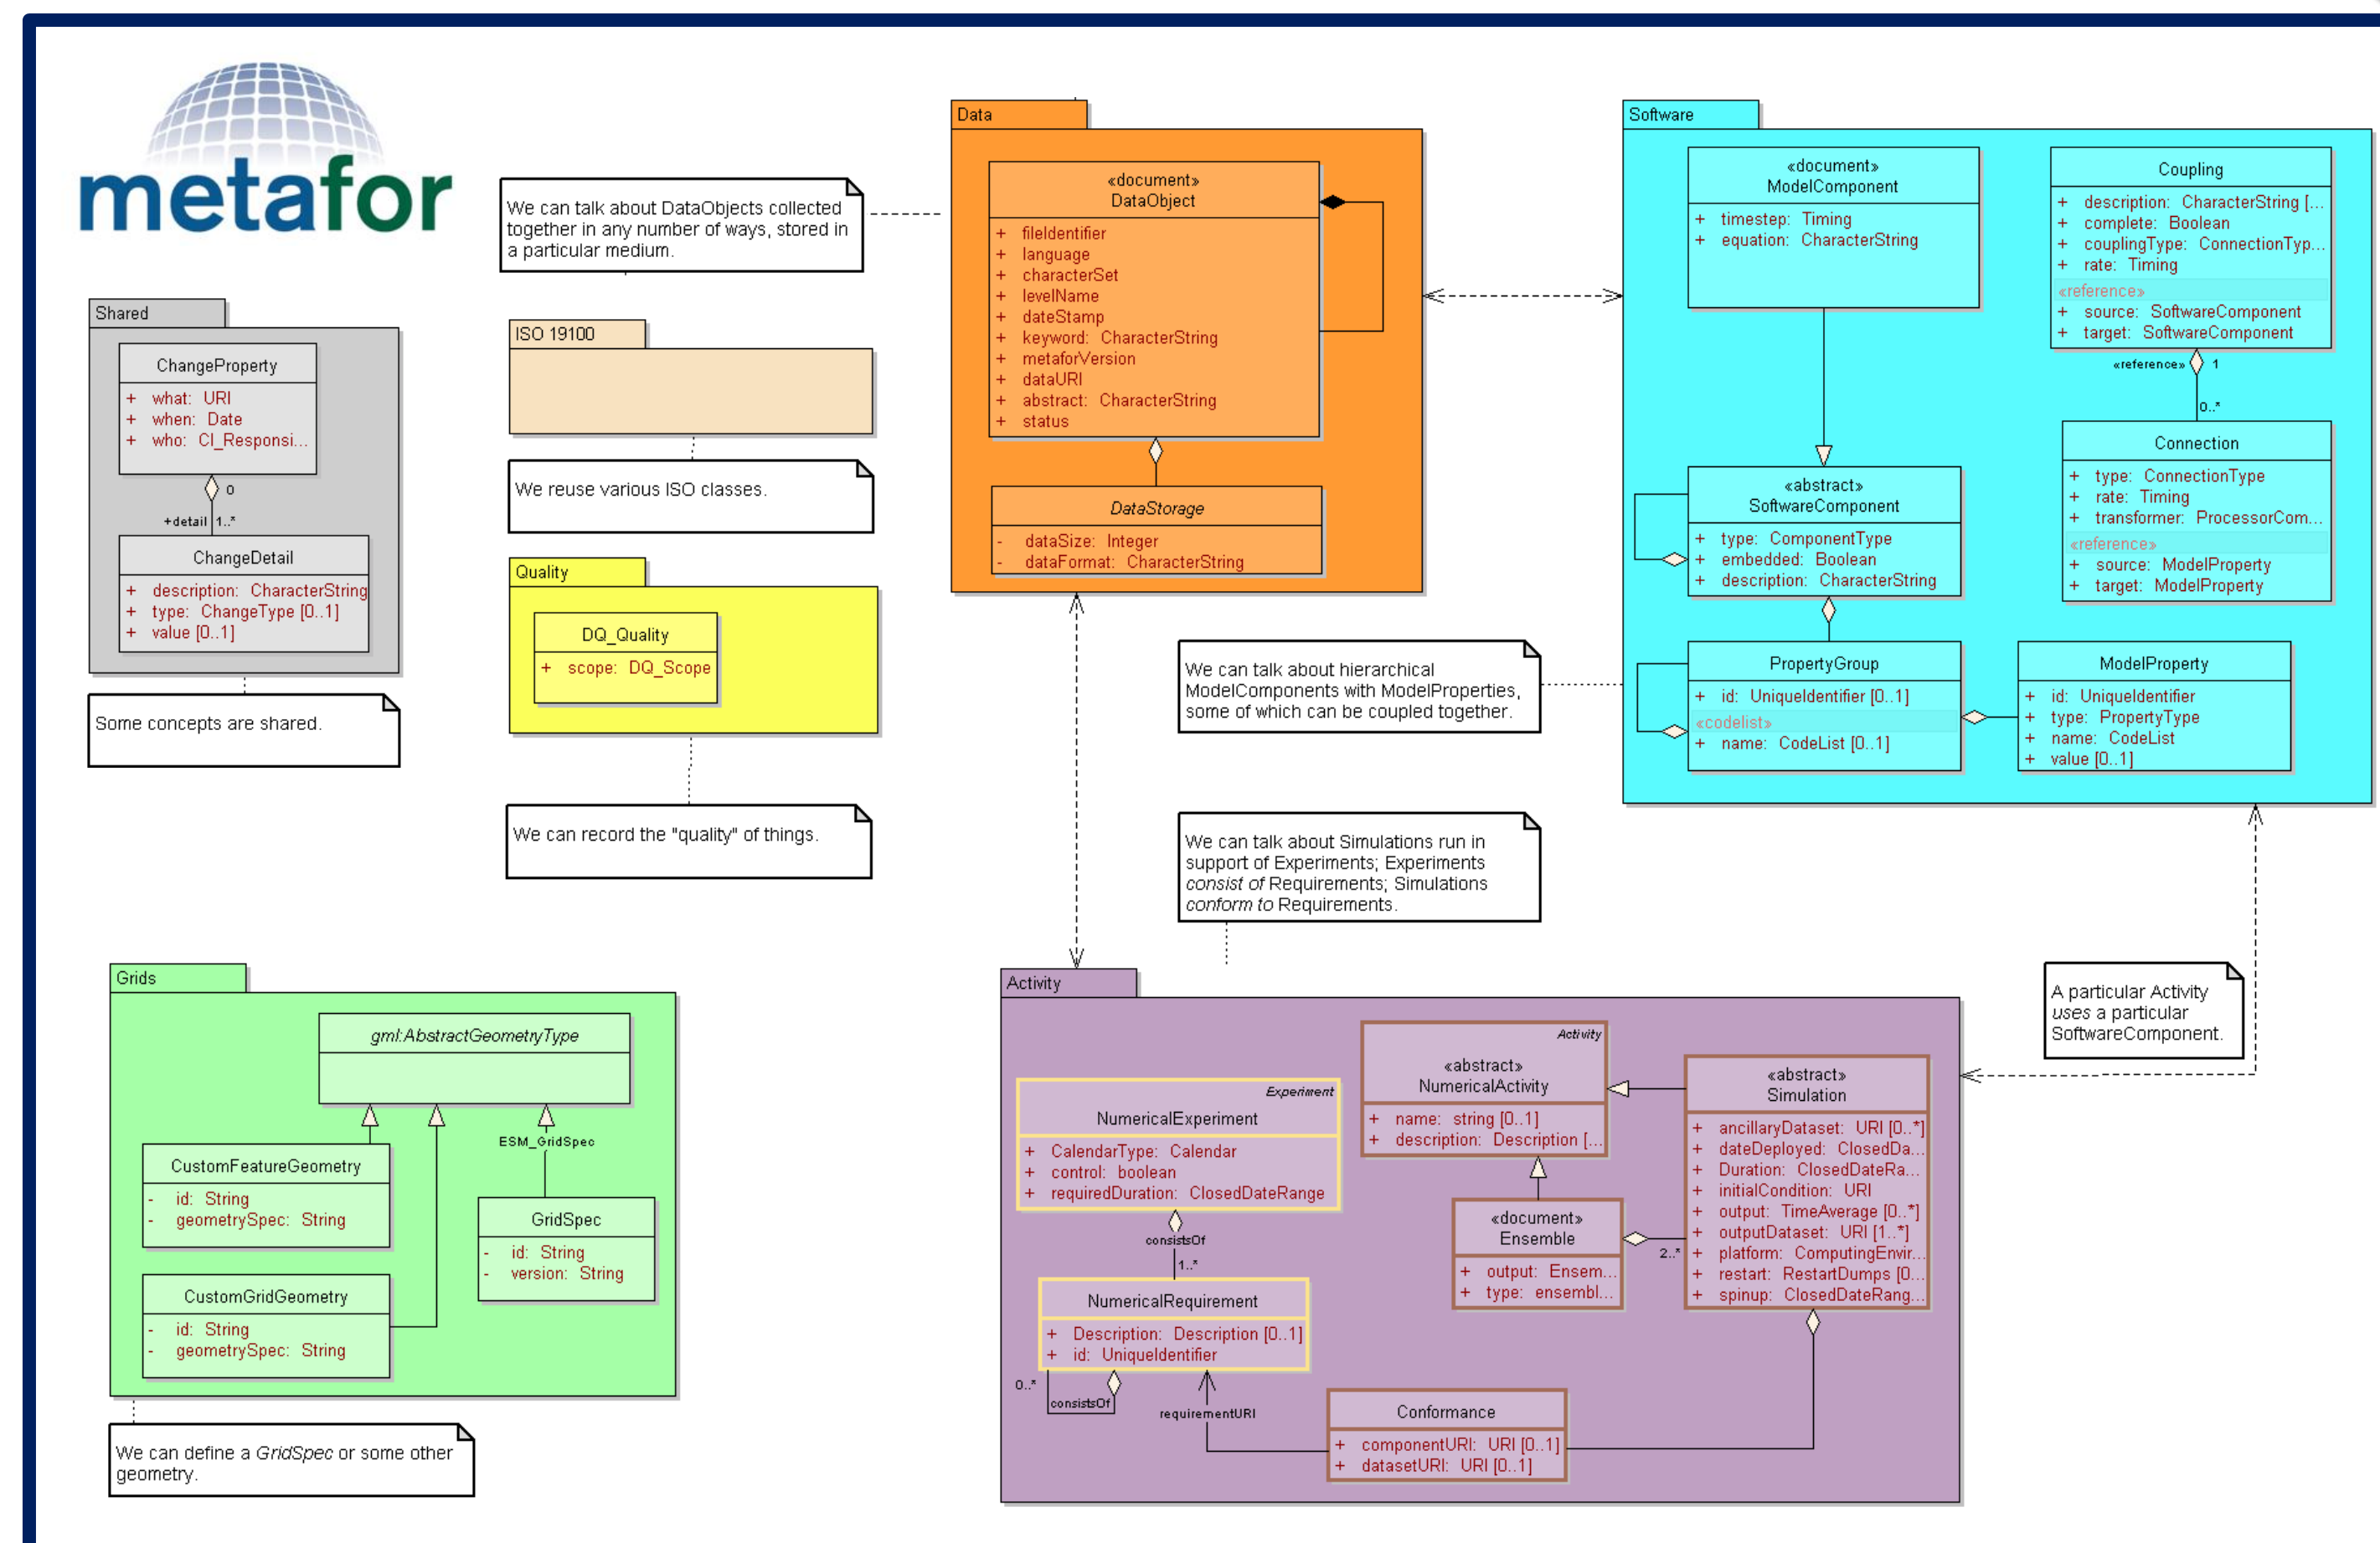 metafor
We can talk about DataObjects collected
together in any number of ways, stored in
a particular medium.
Shared
ChangeProperty
+ what: URI
+ when: Date
+ who: CI_Responsi...
0
+detail 1..*
ChangeDetail
+ description: CharacterString
+ type: ChangeType [0..1]
+ value [0..1]
Some concepts are shared.
ISO 19100
We reuse various ISO classes.
Quality
DQ_Quality
+ scope: DQ_Scope
We can record the "quality" of things.
Data
«document»
DataObject
+ fileIdentifier
+ language
+ characterSet
+ levelName
+ dateStamp
+ keyword: CharacterString
+ metaforVersion
+ dataURI
+ abstract: CharacterString
+ status
DataStorage
- dataSize: Integer
- dataFormat: CharacterString
Software
«document»
ModelComponent
+ timestep: Timing
+ equation: CharacterString
Coupling
+ description: CharacterString [...
+ complete: Boolean
+ couplingType: ConnectionTyp...
+ rate: Timing
«reference»
+ source: SoftwareComponent
+ target: SoftwareComponent
«reference» 1
0..*
Connection
+ type: ConnectionType
+ rate: Timing
+ transformer: ProcessorCom...
«reference»
+ source: ModelProperty
+ target: ModelProperty
«abstract»
SoftwareComponent
+ type: ComponentType
+ embedded: Boolean
+ description: CharacterString
PropertyGroup
+ id: UniqueIdentifier [0..1]
«codelist»
+ name: CodeList [0..1]
ModelProperty
+ id: UniqueIdentifier
+ type: PropertyType
+ name: CodeList
+ value [0..1]
We can talk about hierarchical
ModelComponents with ModelProperties,
some of which can be coupled together.
We can talk about Simulations run in
support of Experiments; Experiments
consist of Requirements; Simulations
conform to Requirements.
A particular Activity
uses a particular
SoftwareComponent.
Grids
gml:AbstractGeometryType
ESM_GridSpec
CustomFeatureGeometry
- id: String
- geometrySpec: String
GridSpec
- id: String
- version: String
CustomGridGeometry
- id: String
- geometrySpec: String
We can define a GridSpec or some other
geometry.
Activity
Experiment
NumericalExperiment
+ CalendarType: Calendar
+ control: boolean
+ requiredDuration: ClosedDateRange
consistsOf
1..*
NumericalRequirement
+ Description: Description [0..1]
+ id: UniqueIdentifier
0..*
consistsOf
requirementURI
Activity
«abstract»
NumericalActivity
+ name: string [0..1]
+ description: Description [...
«document»
Ensemble
+ output: Ensem...
+ type: ensembl...
2..*
«abstract»
Simulation
+ ancillaryDataset: URI [0..*]
+ dateDeployed: ClosedDa...
+ Duration: ClosedDateRa...
+ initialCondition: URI
+ output: TimeAverage [0..*]
+ outputDataset: URI [1..*]
+ platform: ComputingEnvir...
+ restart: RestartDumps [0...
+ spinup: ClosedDateRang...
Conformance
+ componentURI: URI [0..1]
+ datasetURI: URI [0..1]